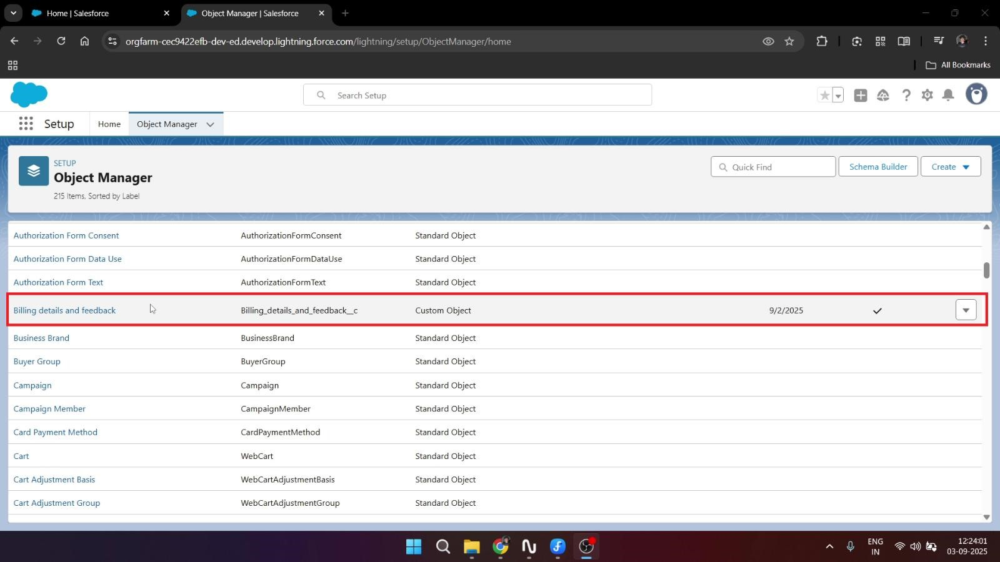 Home | Salesforce
Object Manager | Salesforce
orgfarm-cec9422efb-dev-ed.develop.lightning.force.com/lightning/setup/ObjectManager/home
All Bookmarks
Search Setup
Setup
Home
Object Manager
SETUP
Object Manager
215 Items, Sorted by Label
Quick Find
Schema Builder
Create
Authorization Form Consent AuthorizationFormConsent Standard Object
Authorization Form Data Use AuthorizationFormDataUse Standard Object
Authorization Form Text AuthorizationFormText Standard Object
Billing details and feedback Billing_details_and_feedback__c Custom Object 9/2/2025
Business Brand BusinessBrand Standard Object
Buyer Group BuyerGroup Standard Object
Campaign Campaign Standard Object
Campaign Member CampaignMember Standard Object
Card Payment Method CardPaymentMethod Standard Object
Cart WebCart Standard Object
Cart Adjustment Basis WebCartAdjustmentBasis Standard Object
Cart Adjustment Group WebCartAdjustmentGroup Standard Object
ENG
IN
12:24:01
03-09-2025